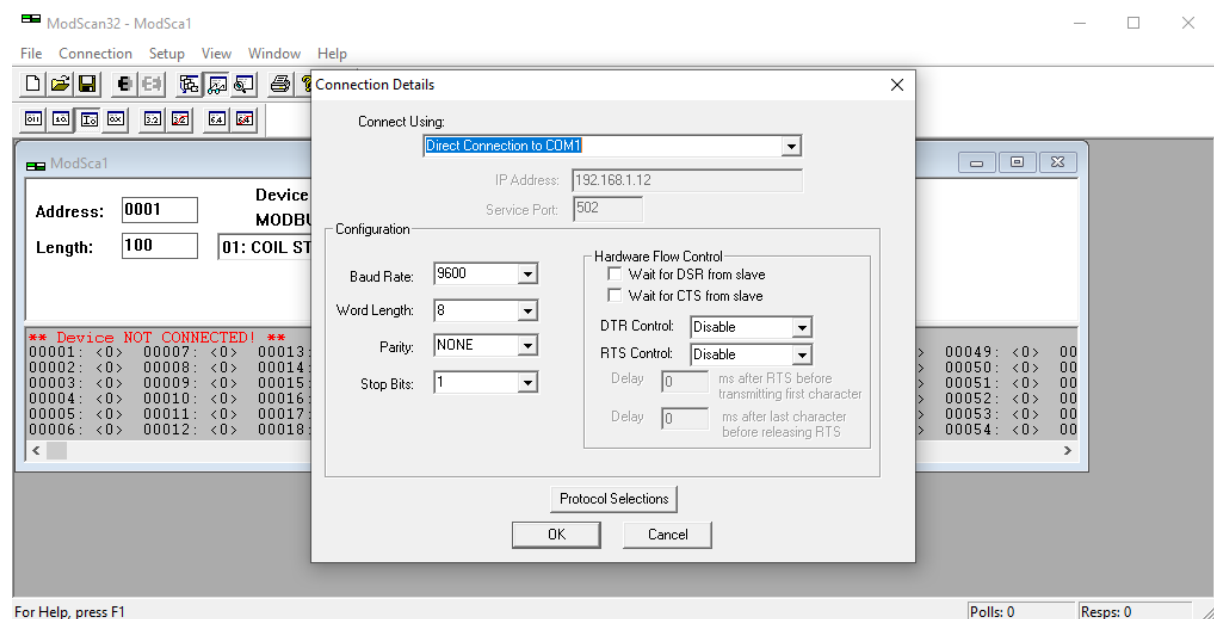 ModScan32 - ModSca1
File Connection Setup View Window Help
Connection Details
Connect Using:
Direct Connection to COM1
IP Address: 192.168.1.12
Service Port: 502
Configuration
Baud Rate: 9600
Word Length: 8
Parity: NONE
Stop Bits: 1
Hardware Flow Control
Wait for DSR from slave
Wait for CTS from slave
DTR Control: Disable
RTS Control: Disable
Delay 0 ms after RTS before
transmitting first character
Delay 0 ms after last character
before releasing RTS
Protocol Selections
OK Cancel
ModSca1
Address: 0001
Device
MODBU
Length: 100
01: COIL ST
** Device NOT CONNECTED! **
00001: <0> 00007: <0> 00013: > 00049: <0> 00
00002: <0> 00008: <0> 00014: > 00050: <0> 00
00003: <0> 00009: <0> 00015: > 00051: <0> 00
00004: <0> 00010: <0> 00016: > 00052: <0> 00
00005: <0> 00011: <0> 00017: > 00053: <0> 00
00006: <0> 00012: <0> 00018: > 00054: <0> 00
For Help, press F1
Polls: 0 Resps: 0